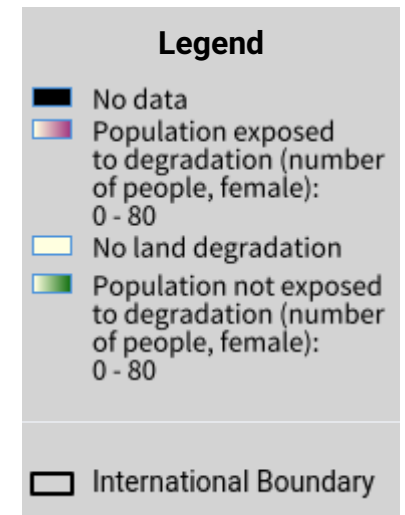 Legend
No data
Population exposed
to degradation (number
of people, female):
0 - 80
No land degradation
Population not exposed
to degradation (number
of people, female):
0 - 80
International Boundary